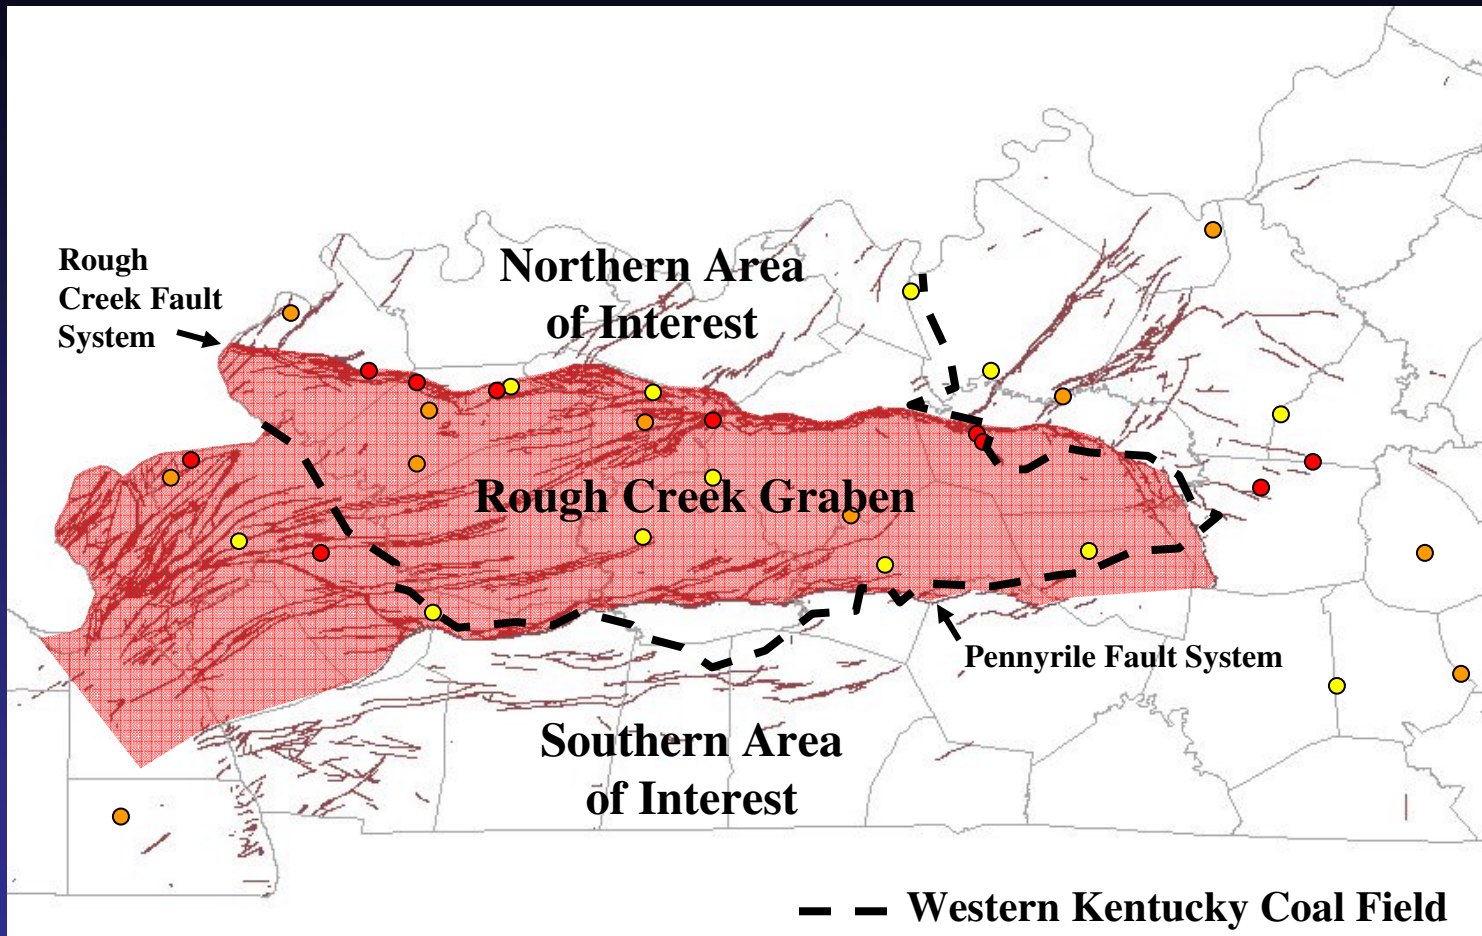 Northern Area
of Interest
Rough
Creek Fault
System
Rough Creek Graben
Pennyrile Fault System
Southern Area
of Interest
Western Kentucky Coal Field